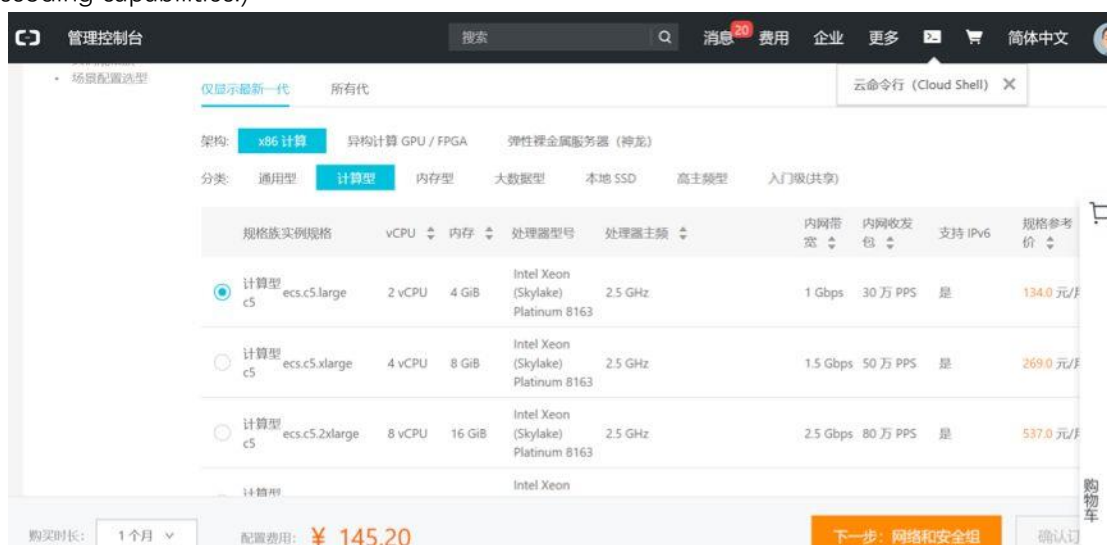 管理控制台
搜索
消息 20 费用 企业 更多 简体中文
场景配置选型
仅显示最新一代 所有代
云命令行 (Cloud Shell) ×
架构: x86 计算 异构计算 GPU / FPGA 弹性裸金属服务器 (神龙)
分类: 通用型 计算型 内存型 大数据型 本地 SSD 高主频型 入门级(共享)
规格族 实例规格 vCPU 内存 处理器型号 处理器主频 内网带宽 内网收发包 支持 IPv6 规格参考价
计算型 c5 ecs.c5.large 2 vCPU 4 GiB Intel Xeon (Skylake) Platinum 8163 2.5 GHz 1 Gbps 30 万 PPS 是 134.0 元/月
计算型 c5 ecs.c5.xlarge 4 vCPU 8 GiB Intel Xeon (Skylake) Platinum 8163 2.5 GHz 1.5 Gbps 50 万 PPS 是 269.0 元/月
计算型 c5 ecs.c5.2xlarge 8 vCPU 16 GiB Intel Xeon (Skylake) Platinum 8163 2.5 GHz 2.5 Gbps 80 万 PPS 是 537.0 元/月
计算型 Intel Xeon
购物车
购买时长: 1 个月 配置费用: ¥ 145.20 下一步：网络和安全组 确认订